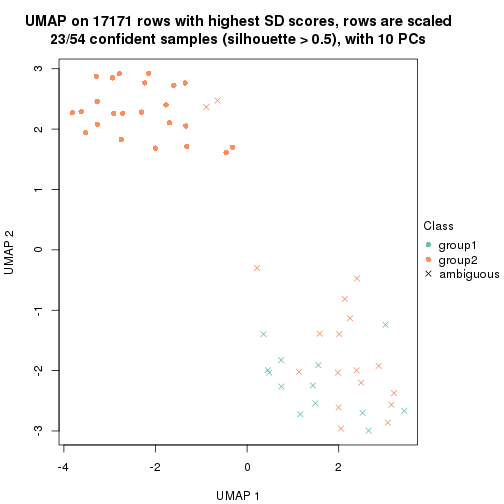 UMAP on 17171 rows with highest SD scores, rows are scaled
23/54 confident samples (silhouette > 0.5), with 10 PCs
3
2
1
0
-1
-2
-3
UMAP 2
-4
-2
0
2
UMAP 1
Class
group1
group2
ambiguous